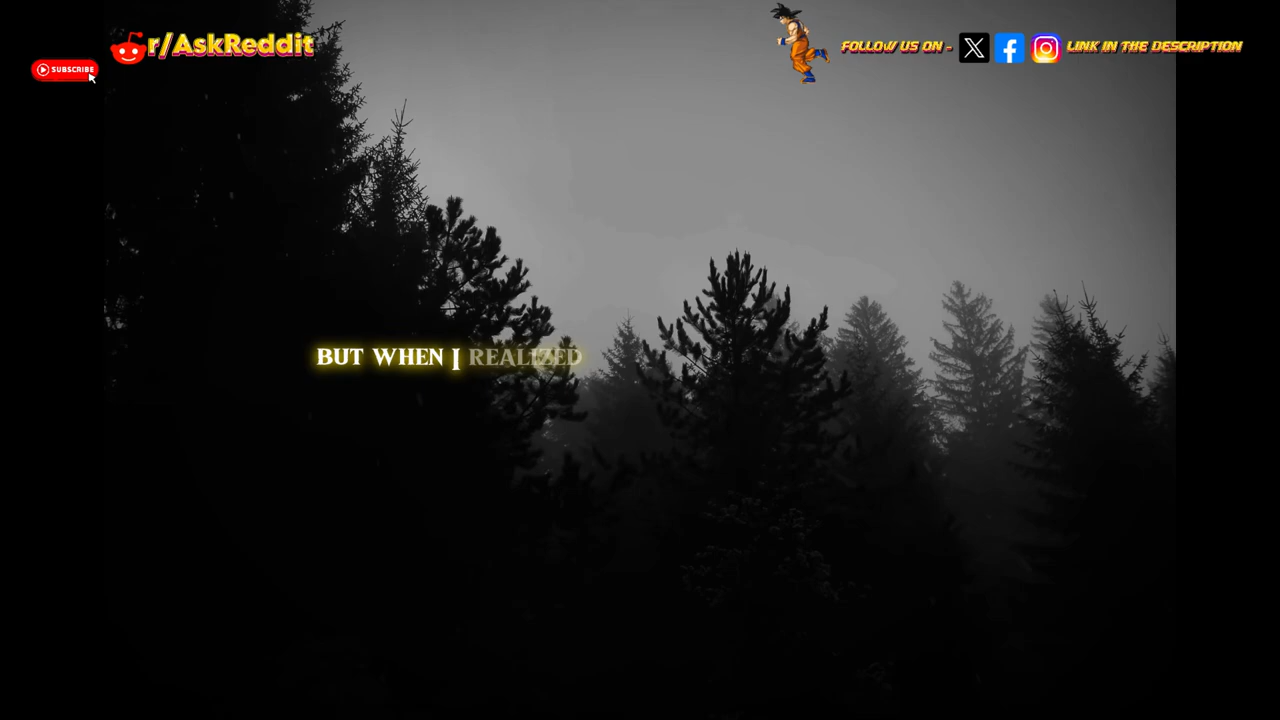 r/AskReddit
SUBSCRIBE
FOLLOW US ON -
LINK IN THE DESCRIPTION
BUT WHEN I REALIZED